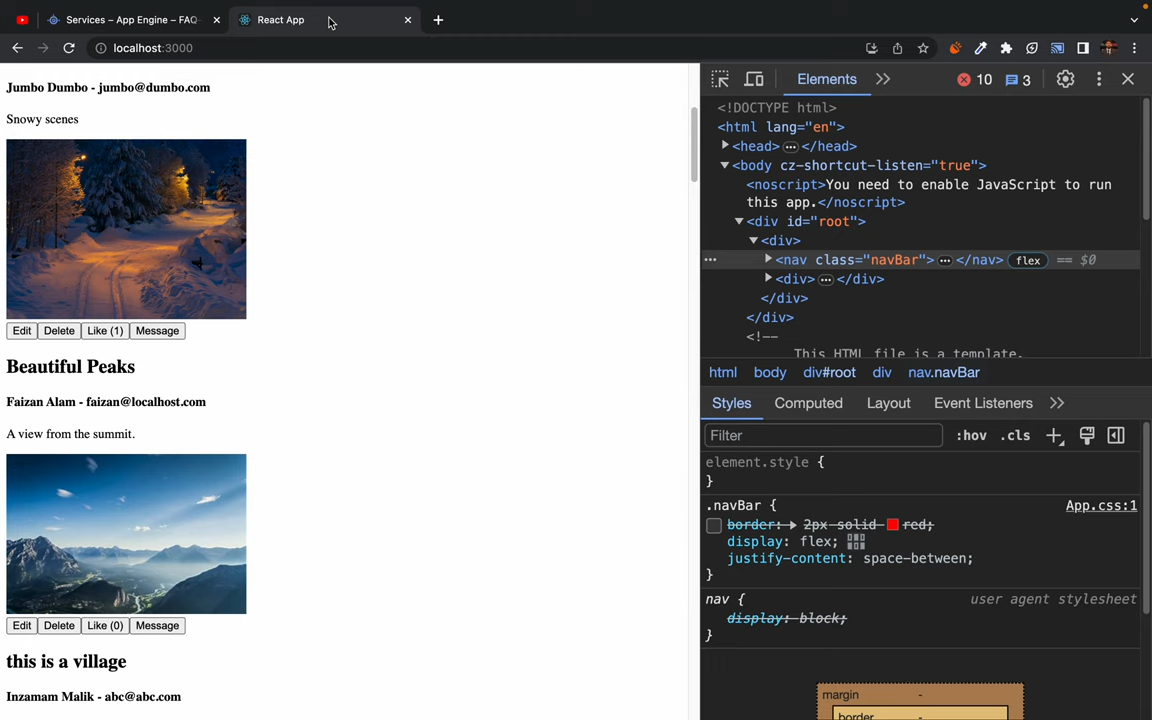 Services – App Engine – FAQ
React App
localhost:3000
Jumbo Dumbo - jumbo@dumbo.com
Snowy scenes
Edit Delete Like (1) Message
Beautiful Peaks
Faizan Alam - faizan@localhost.com
A view from the summit.
Edit Delete Like (0) Message
this is a village
Inzamam Malik - abc@abc.com
Elements 10 3
<!DOCTYPE html>
<html lang="en">
<head> ••• </head>
<body cz-shortcut-listen="true">
<noscript>You need to enable JavaScript to run
this app.</noscript>
<div id="root">
<div>
••• <nav class="navBar"> ••• </nav> flex == $0
<div> ••• </div>
</div>
</div>
<!--
This HTML file is a template.
html body div#root div nav.navBar
Styles Computed Layout Event Listeners
Filter :hov .cls
element.style {
}
.navBar { App.css:1
border: 2px solid red;
display: flex;
justify-content: space-between;
}
nav { user agent stylesheet
display: block;
}
margin -
border -